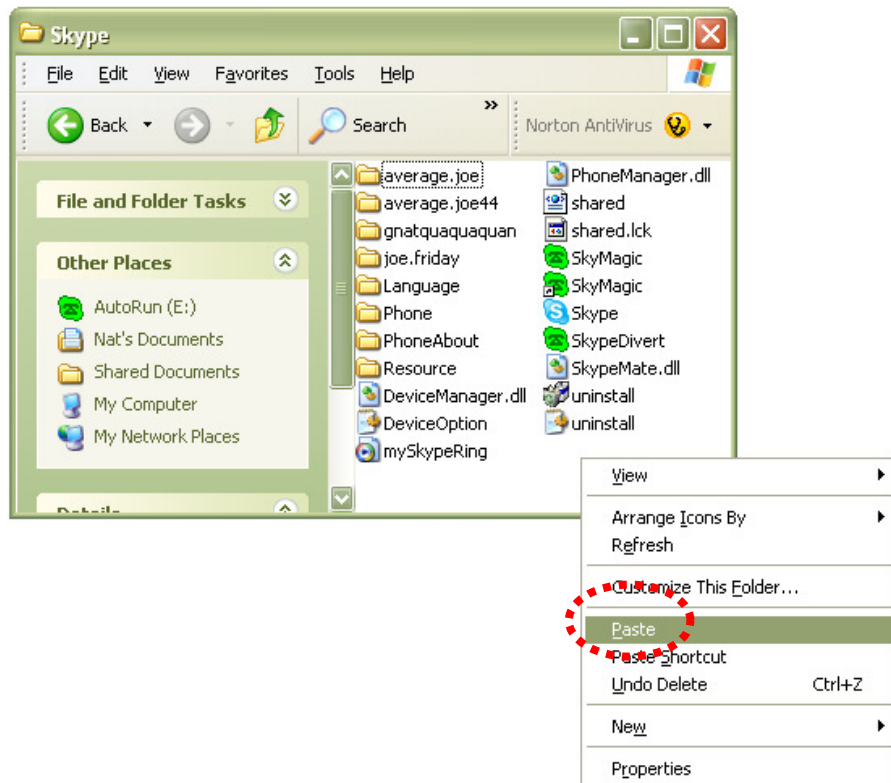 Skype
File Edit View Favorites Tools Help
Back Search » Norton AntiVirus
File and Folder Tasks
Other Places
AutoRun (E:)
Nat's Documents
Shared Documents
My Computer
My Network Places
Details
average.joe
average.joe44
gnatquaquaquan
joe.friday
Language
Phone
PhoneAbout
Resource
DeviceManager.dll
DeviceOption
mySkypeRing
PhoneManager.dll
shared
shared.lck
SkyMagic
SkyMagic
Skype
SkypeDivert
SkypeMate.dll
uninstall
uninstall
View
Arrange Icons By
Refresh
Customize This Folder...
Paste
Paste Shortcut
Undo Delete Ctrl+Z
New
Properties